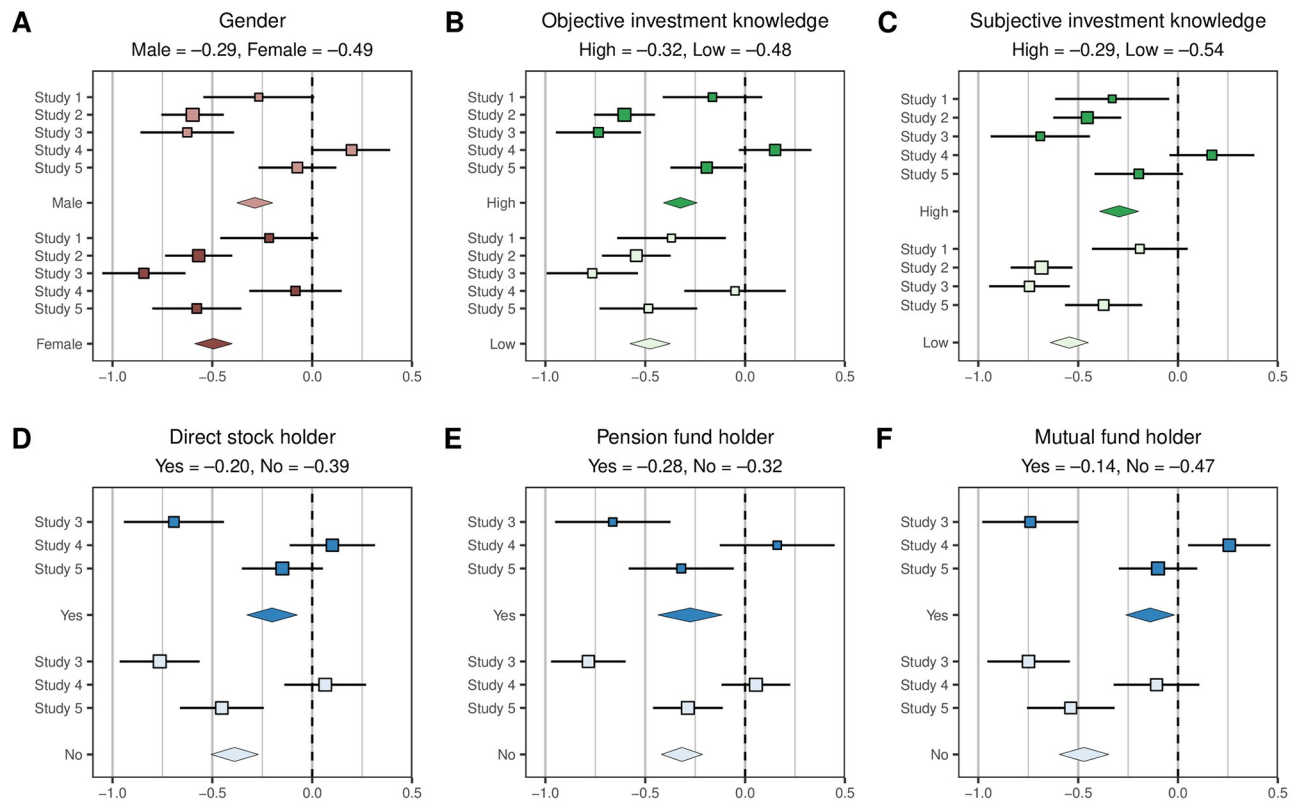 A
Gender
Male = –0.29, Female = –0.49
Study 1
Study 2
Study 3
Study 4
Study 5
Male
Study 1
Study 2
Study 3
Study 4
Study 5
Female
−1.0 −0.5 0.0 0.5
B
Objective investment knowledge
High = –0.32, Low = –0.48
Study 1
Study 2
Study 3
Study 4
Study 5
High
Study 1
Study 2
Study 3
Study 4
Study 5
Low
−1.0 −0.5 0.0 0.5
C
Subjective investment knowledge
High = –0.29, Low = –0.54
Study 1
Study 2
Study 3
Study 4
Study 5
High
Study 1
Study 2
Study 3
Study 5
Low
−1.0 −0.5 0.0 0.5
D
Direct stock holder
Yes = –0.20, No = –0.39
Study 3
Study 4
Study 5
Yes
Study 3
Study 4
Study 5
No
−1.0 −0.5 0.0 0.5
E
Pension fund holder
Yes = –0.28, No = –0.32
Study 3
Study 4
Study 5
Yes
Study 3
Study 4
Study 5
No
−1.0 −0.5 0.0 0.5
F
Mutual fund holder
Yes = –0.14, No = –0.47
Study 3
Study 4
Study 5
Yes
Study 3
Study 4
Study 5
No
−1.0 −0.5 0.0 0.5